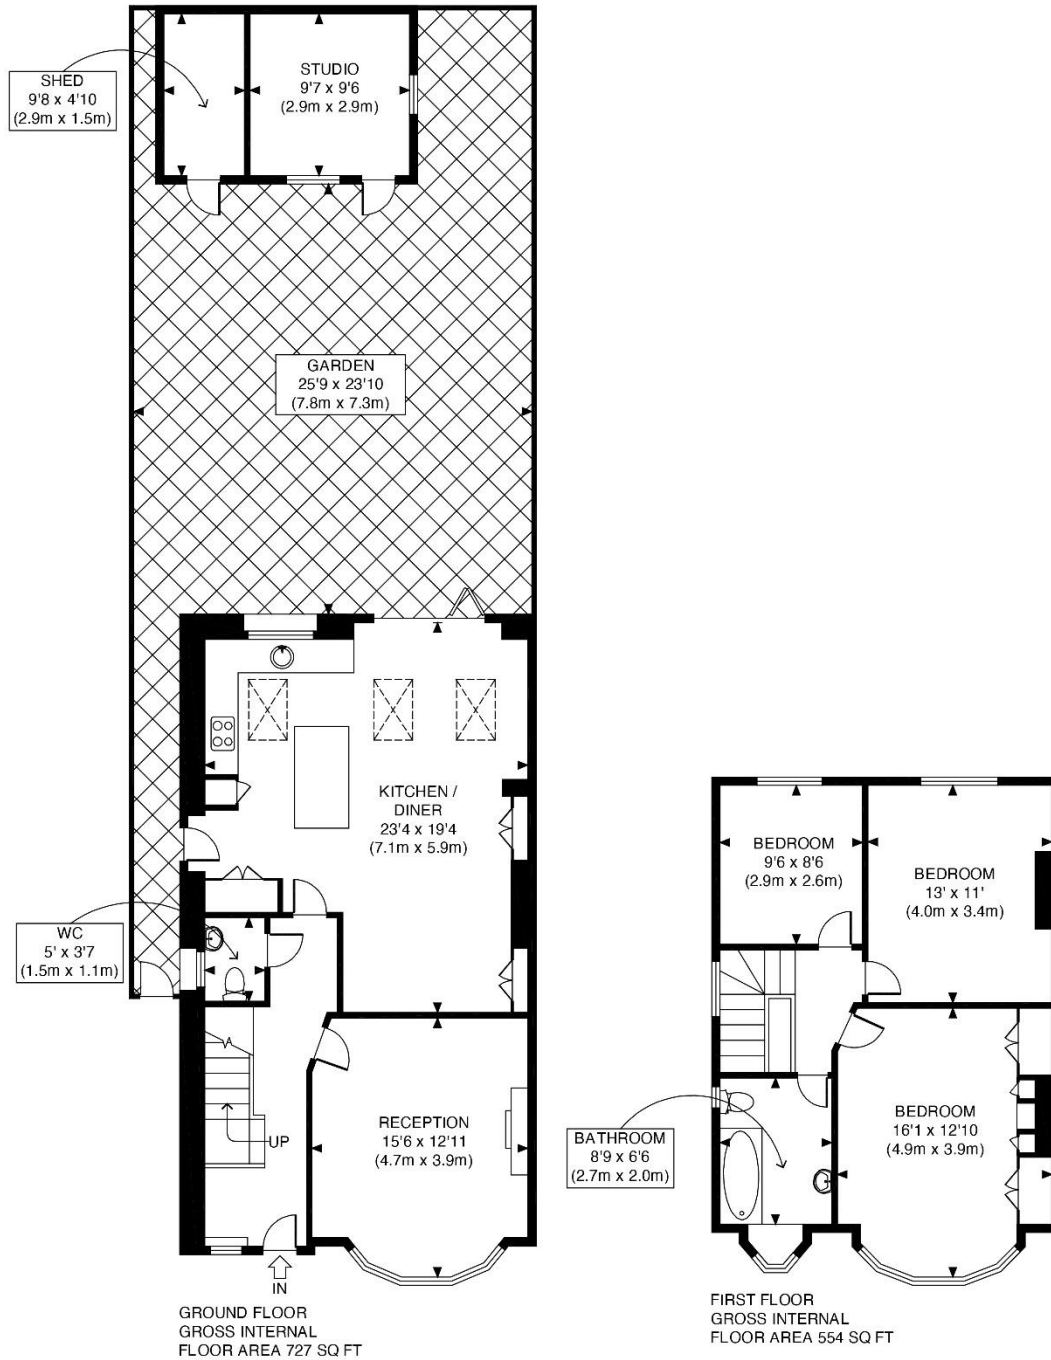 SHED
9'8 x 4'10
(2.9m x 1.5m)
STUDIO
9'7 x 9'6
(2.9m x 2.9m)
GARDEN
25'9 x 23'10
(7.8m x 7.3m)
KITCHEN /
DINER
23'4 x 19'4
(7.1m x 5.9m)
WC
5' x 3'7
(1.5m x 1.1m)
UP
RECEPTION
15'6 x 12'11
(4.7m x 3.9m)
IN
GROUND FLOOR
GROSS INTERNAL
FLOOR AREA 727 SQ FT
BEDROOM
9'6 x 8'6
(2.9m x 2.6m)
BEDROOM
13' x 11'
(4.0m x 3.4m)
BEDROOM
16'1 x 12'10
(4.9m x 3.9m)
BATHROOM
8'9 x 6'6
(2.7m x 2.0m)
FIRST FLOOR
GROSS INTERNAL
FLOOR AREA 554 SQ FT